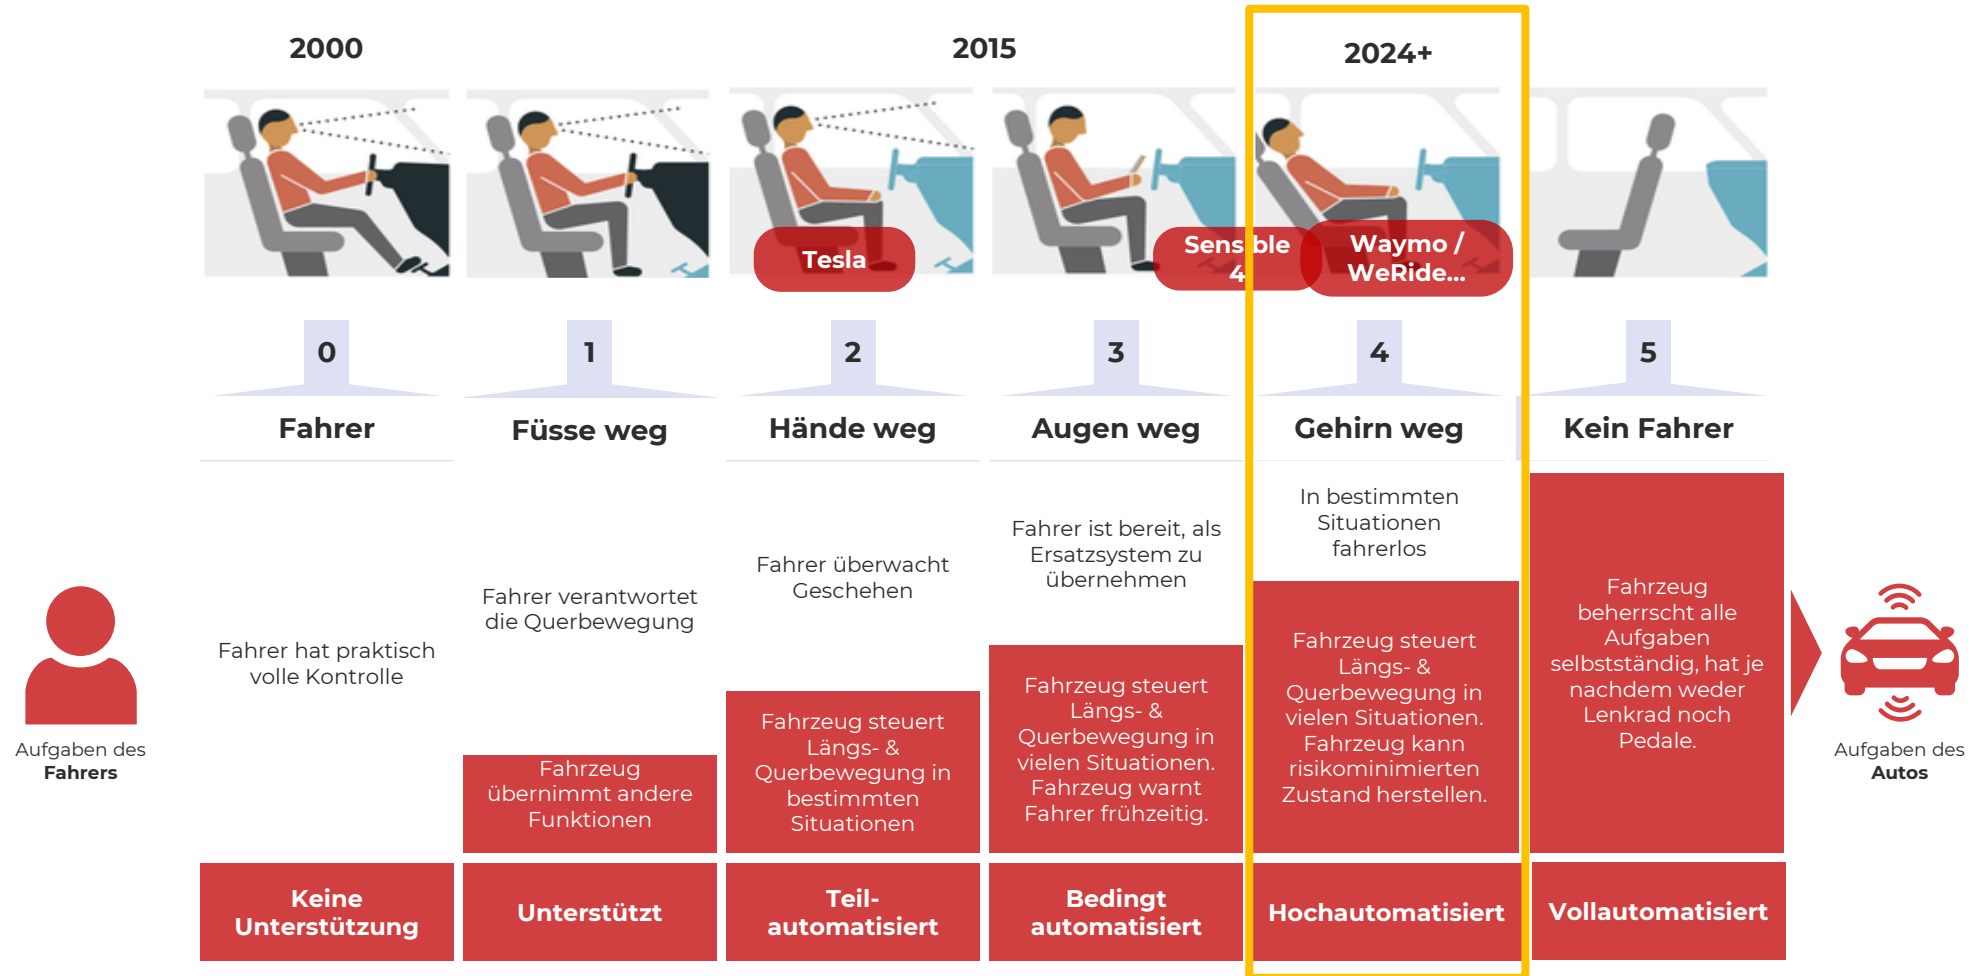 2000
2015
2024+
Tesla
Sensible
4
Waymo /
WeRide...
0
1
2
3
4
5
Fahrer
Füsse weg
Hände weg
Augen weg
Gehirn weg
Kein Fahrer
Aufgaben des
Fahrers
Fahrer hat praktisch
volle Kontrolle
Fahrer verantwortet
die Querbewegung
Fahrer überwacht
Geschehen
Fahrer ist bereit, als
Ersatzsystem zu
übernehmen
In bestimmten
Situationen
fahrerlos
Fahrzeug
übernimmt andere
Funktionen
Fahrzeug steuert
Längs- &
Querbewegung in
bestimmten
Situationen
Fahrzeug steuert
Längs- &
Querbewegung in
vielen Situationen.
Fahrzeug warnt
Fahrer frühzeitig.
Fahrzeug steuert
Längs- &
Querbewegung in
vielen Situationen.
Fahrzeug kann
risikominimierten
Zustand herstellen.
Fahrzeug
beherrscht alle
Aufgaben
selbstständig, hat je
nachdem weder
Lenkrad noch
Pedale.
Aufgaben des
Autos
Keine
Unterstützung
Unterstützt
Teil-
automatisiert
Bedingt
automatisiert
Hochautomatisiert
Vollautomatisiert